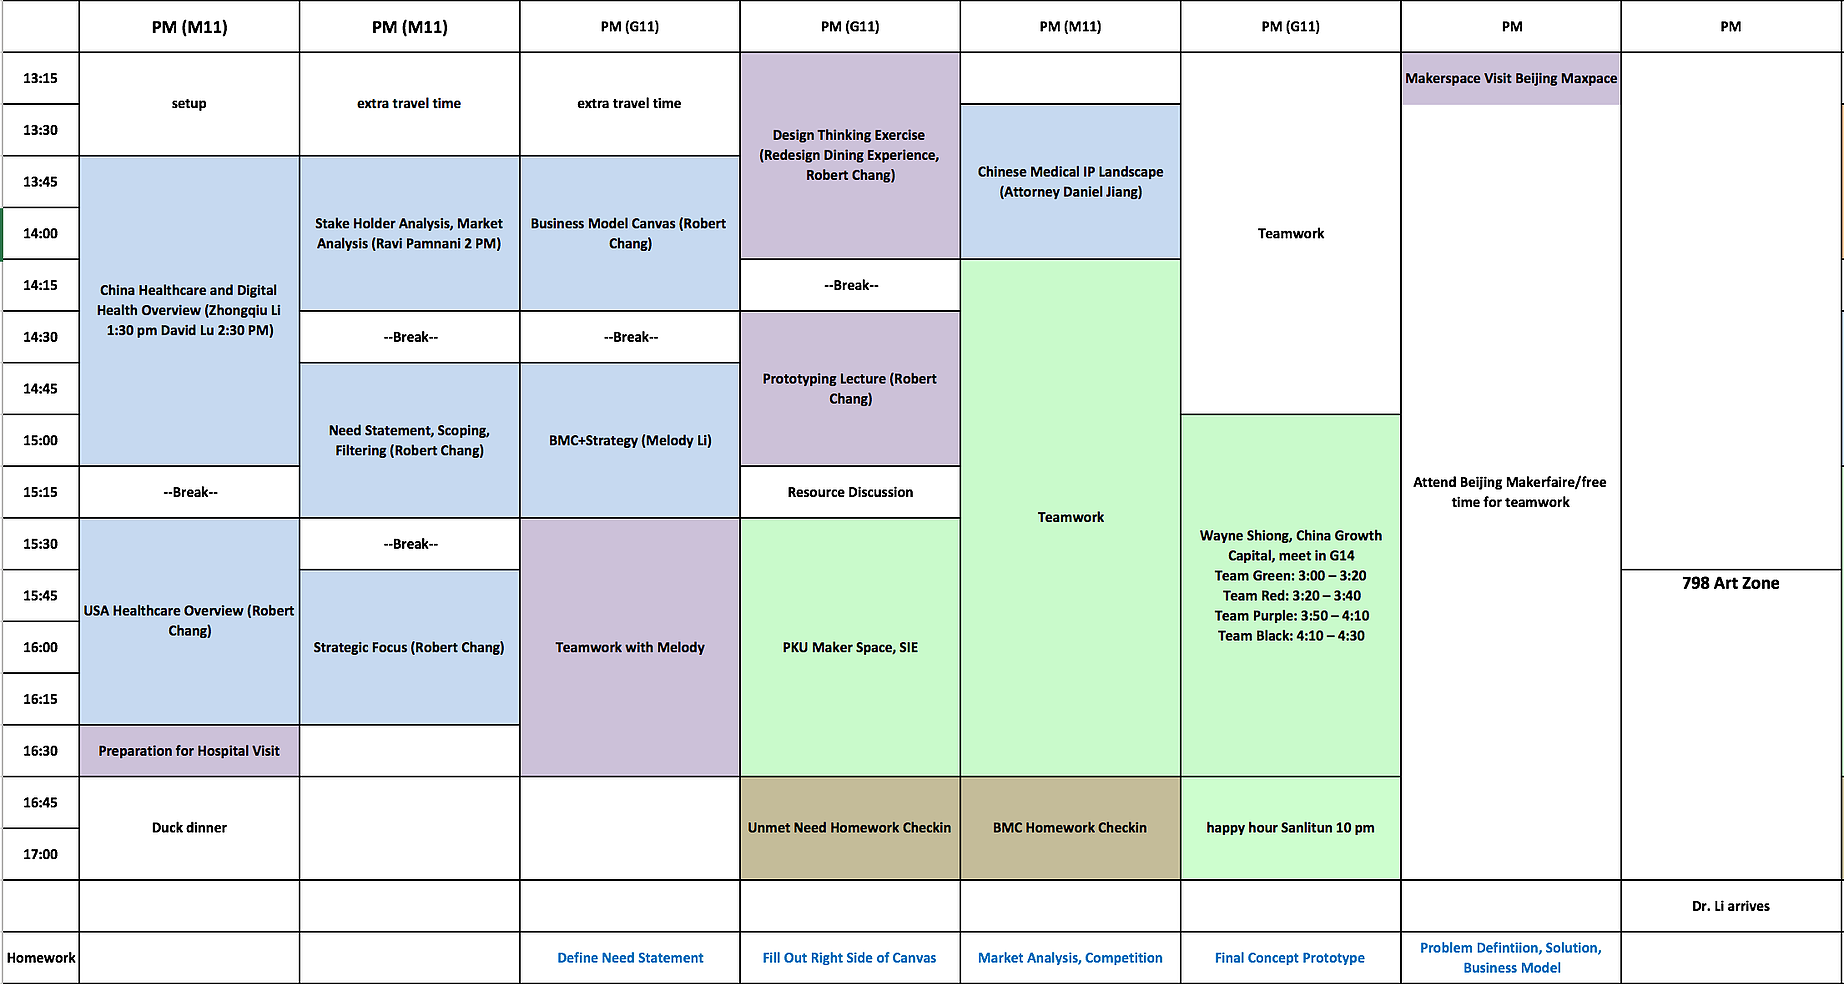 PM (M11)
PM (M11)
PM (G11)
PM (G11)
PM (M11)
PM (G11)
PM
PM
13:15
13:30
13:45
14:00
14:15
14:30
14:45
15:00
15:15
15:30
15:45
16:00
16:15
16:30
16:45
17:00
Homework
setup
China Healthcare and Digital
Health Overview (Zhongqiu Li
1:30 pm David Lu 2:30 PM)
--Break--
USA Healthcare Overview (Robert
Chang)
Preparation for Hospital Visit
Duck dinner
extra travel time
Stake Holder Analysis, Market
Analysis (Ravi Pamnani 2 PM)
--Break--
Need Statement, Scoping,
Filtering (Robert Chang)
--Break--
Strategic Focus (Robert Chang)
extra travel time
Business Model Canvas (Robert
Chang)
--Break--
BMC+Strategy (Melody Li)
Teamwork with Melody
Define Need Statement
Design Thinking Exercise
(Redesign Dining Experience,
Robert Chang)
--Break--
Prototyping Lecture (Robert
Chang)
Resource Discussion
PKU Maker Space, SIE
Unmet Need Homework Checkin
Fill Out Right Side of Canvas
Chinese Medical IP Landscape
(Attorney Daniel Jiang)
Teamwork
BMC Homework Checkin
Market Analysis, Competition
Teamwork
Wayne Shiong, China Growth
Capital, meet in G14
Team Green: 3:00 – 3:20
Team Red: 3:20 – 3:40
Team Purple: 3:50 – 4:10
Team Black: 4:10 – 4:30
happy hour Sanlitun 10 pm
Final Concept Prototype
Makerspace Visit Beijing Maxpace
Attend Beijing Makerfaire/free
time for teamwork
Problem Defintiion, Solution,
Business Model
798 Art Zone
Dr. Li arrives